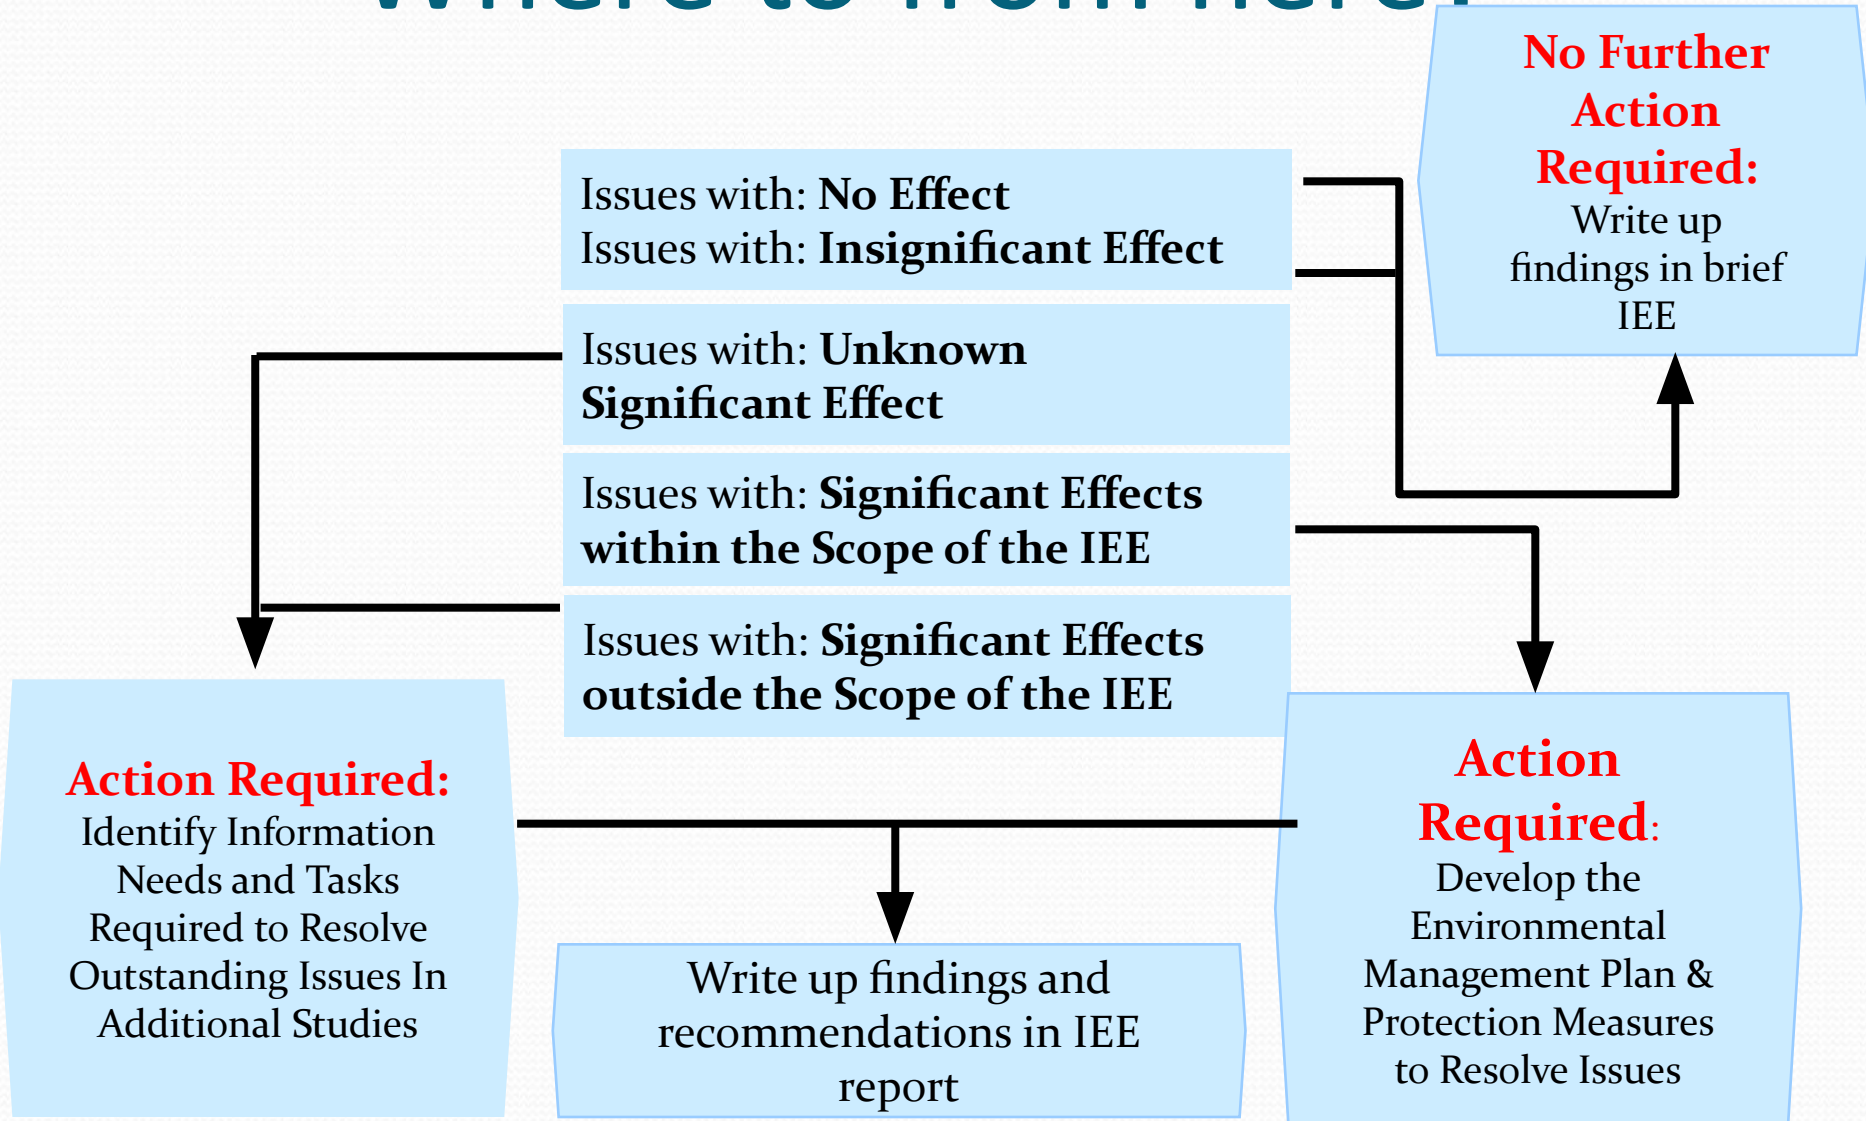 Where to from here?
No Further
Action
Required:
Write up
findings in brief
IEE
Issues with: No Effect
Issues with: Insignificant Effect
Issues with: Unknown
Significant Effect
Issues with: Significant Effects
within the Scope of the IEE
Issues with: Significant Effects
outside the Scope of the IEE
Action Required:
Identify Information
Needs and Tasks
Required to Resolve
Outstanding Issues In
Additional Studies
Write up findings and
recommendations in IEE
report
Action
Required:
Develop the
Environmental
Management Plan &
Protection Measures
to Resolve Issues